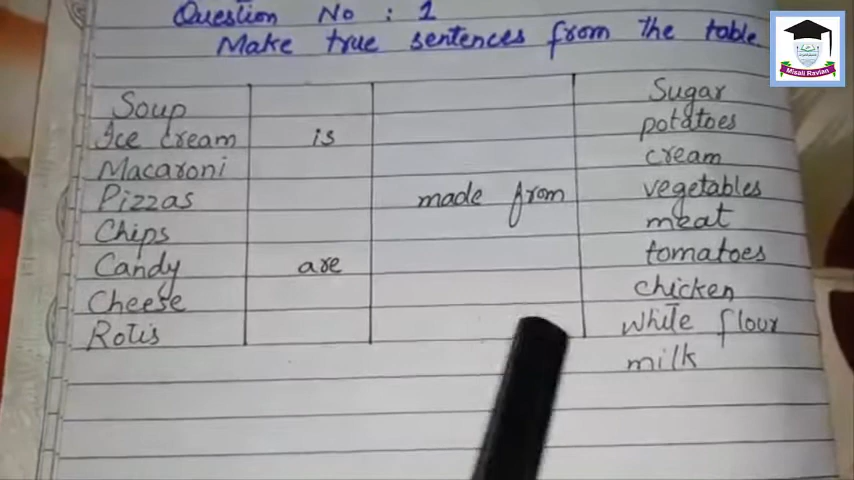 Question No : 1
Make true sentences from the table.
Soup Sugar
Ice cream is potatoes
Macaroni cream
Pizzas made from vegetables
Chips meat
Candy are tomatoes
Cheese chicken
Rotis while flour
milk
Misali Ravian